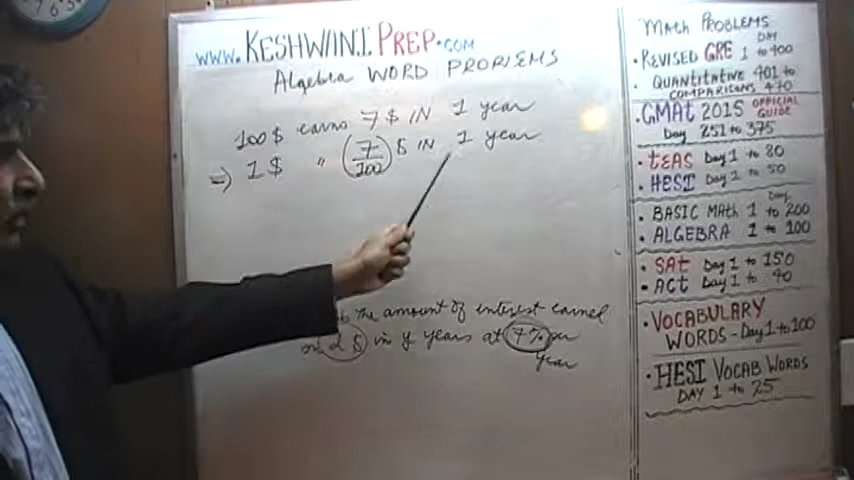 www.KESHWANIPREP.com
Algebra WORD PROBLEMS
100$ earns 7$ IN 1 year
=> 1$ " (7/100)$ IN 1 year
the amount of interest earned
on d $ in y years at 7% per
year
MATH PROBLEMS
DAY
• REVISED GRE 1 to 400
• QUANTITATIVE 401 to
COMPARISONS 470
• GMAt 2015 OFFICIAL
GUIDE
Day 251 to 375
• tEAS Day 1 to 80
• HESI Day 1 to 50
Day
• BASIC MAth 1 to 200
• ALGEBRA 1 to 100
• SAt Day 1 to 150
• ACt Day 1 to 90
• VOCABULARY
WORDS - Day 1 to 100
• HESI VOCAB WORDS
DAY 1 to 25